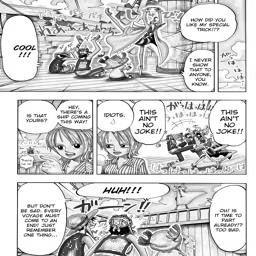 HOW DID YOU
LIKE MY SPECIAL
TRICK!?
I NEVER
SHOW THAT
TO ANYONE,
YOU
KNOW.
COOL
!!!
THIS
AIN'T
NO
JOKE!!
THIS
AIN'T
NO
JOKE!!
IDIOTS.
HEY,
THERE'S A
SHIP COMING
THIS WAY!
IS THAT
YOURS?
HUH!!!
OH! IS IT
TIME TO
PART
ALREADY!?
TOO BAD.
BUT DON'T
BE SAD. EVERY
VOYAGE MUST
COME TO AN
END! JUST
REMEMBER
ONE THING...